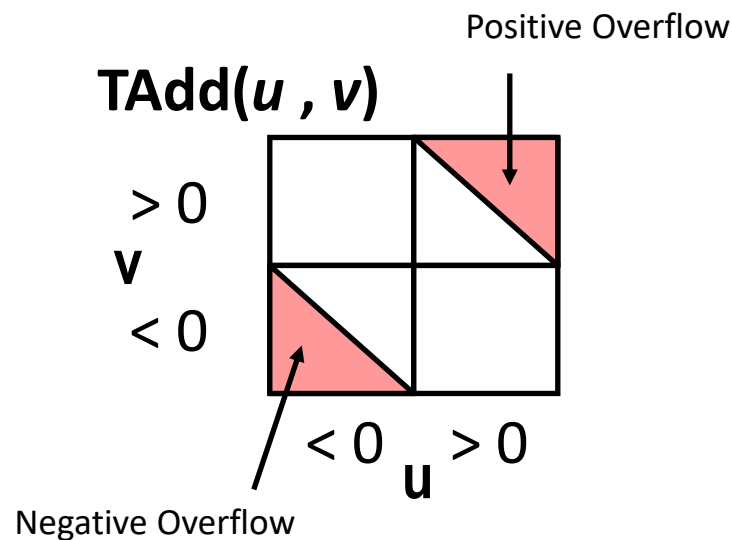 Positive Overflow
TAdd(u , v)
> 0
v
< 0
< 0 > 0
u
Negative Overflow